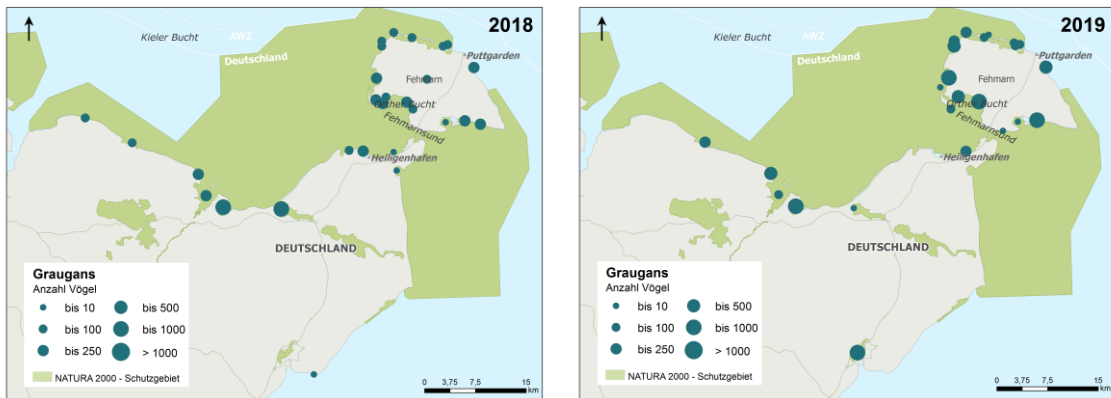 2018
Kieler Bucht
AWZ
Deutschland
Puttgarden
Fehmarn
Orther Bucht
Fehmarnsund
Heiligenhafen
DEUTSCHLAND
Graugans
Anzahl Vögel
bis 10
bis 500
bis 100
bis 1000
bis 250
> 1000
NATURA 2000 - Schutzgebiet
0 3,75 7,5 15
km
2019
Kieler Bucht
AWZ
Deutschland
Puttgarden
Fehmarn
Orther Bucht
Fehmarnsund
Heiligenhafen
DEUTSCHLAND
Graugans
Anzahl Vögel
bis 10
bis 500
bis 100
bis 1000
bis 250
> 1000
NATURA 2000 - Schutzgebiet
0 3,75 7,5 15
km